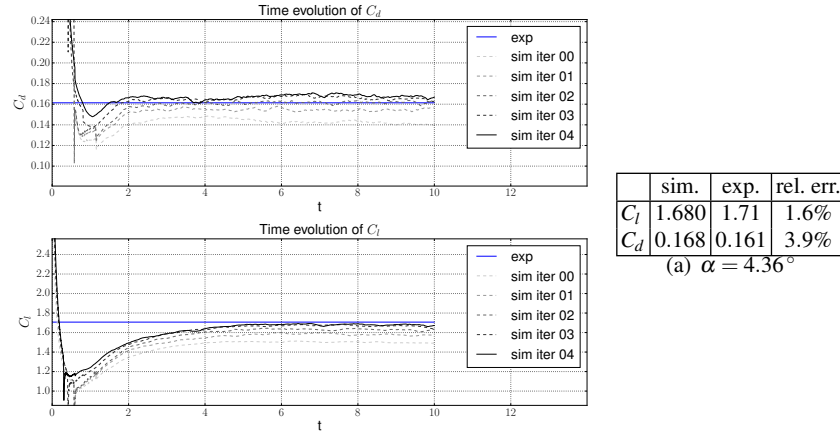 Time evolution of C_d
0.24
0.22
0.20
0.18
0.16
0.14
0.12
0.10
C_d
0 2 4 6 8 10 12
t
exp
sim iter 00
sim iter 01
sim iter 02
sim iter 03
sim iter 04
Time evolution of C_l
2.4
2.2
2.0
1.8
1.6
1.4
1.2
1.0
C_l
0 2 4 6 8 10 12
t
exp
sim iter 00
sim iter 01
sim iter 02
sim iter 03
sim iter 04
sim. exp. rel. err.
C_l 1.680 1.71 1.6%
C_d 0.168 0.161 3.9%
(a) α = 4.36°